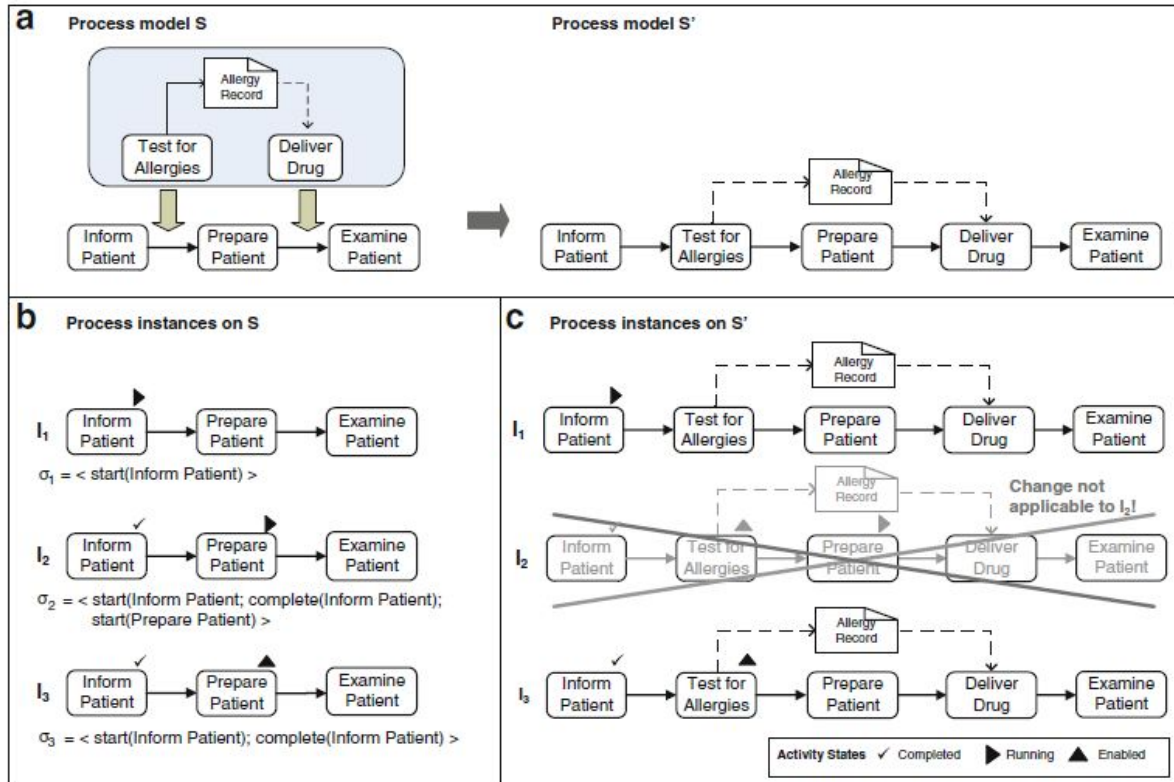 a Process model S
Process model S'
Allergy
Record
Test for
Allergies
Deliver
Drug
Inform
Patient
Prepare
Patient
Examine
Patient
Allergy
Record
Inform
Patient
Test for
Allergies
Prepare
Patient
Deliver
Drug
Examine
Patient
b Process instances on S
I1
Inform
Patient
Prepare
Patient
Examine
Patient
σ1 = < start(Inform Patient) >
I2
Inform
Patient
Prepare
Patient
Examine
Patient
σ2 = < start(Inform Patient; complete(Inform Patient);
start(Prepare Patient) >
I3
Inform
Patient
Prepare
Patient
Examine
Patient
σ3 = < start(Inform Patient); complete(Inform Patient) >
c Process instances on S'
Allergy
Record
I1
Inform
Patient
Test for
Allergies
Prepare
Patient
Deliver
Drug
Examine
Patient
Allergy
Record
Change not
applicable to I2!
I2
Inform
Patient
Test for
Allergies
Prepare
Patient
Deliver
Drug
Examine
Patient
Allergy
Record
I3
Inform
Patient
Test for
Allergies
Prepare
Patient
Deliver
Drug
Examine
Patient
Activity States ✓ Completed ▶ Running ▲ Enabled